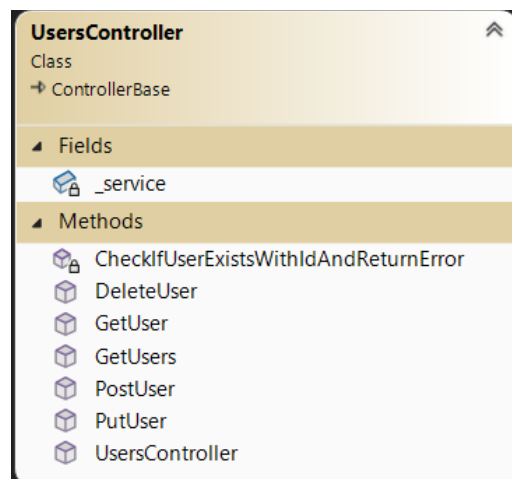 UsersController
Class
ControllerBase
Fields
_service
Methods
CheckIfUserExistsWithIdAndReturnError
DeleteUser
GetUser
GetUsers
PostUser
PutUser
UsersController